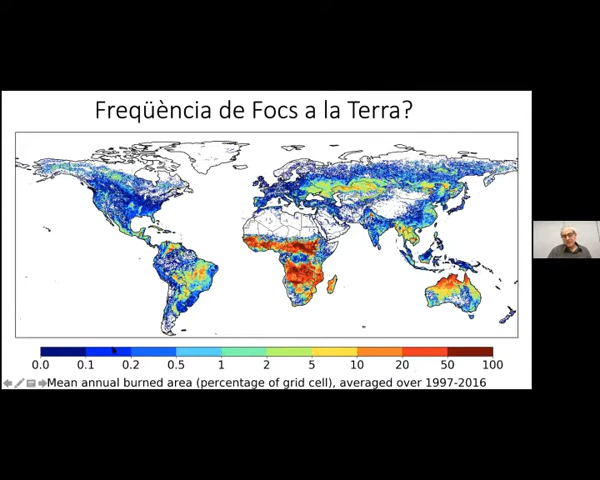 Freqüència de Focs a la Terra?
0.0 0.1 0.2 0.5 1 2 5 10 20 50 100
Mean annual burned area (percentage of grid cell), averaged over 1997-2016